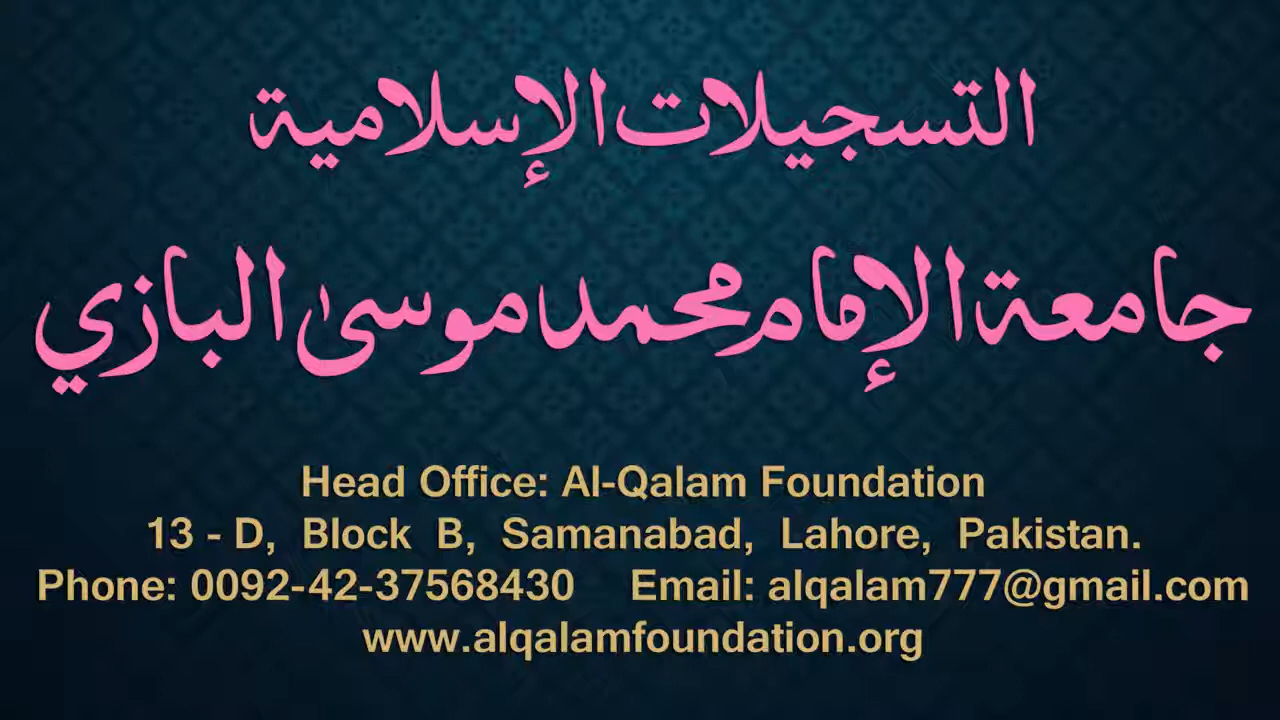 التسجيلات الإسلامية
جامعة الإمام محمد موسىٰ البازي
Head Office: Al-Qalam Foundation
13 - D, Block B, Samanabad, Lahore, Pakistan.
Phone: 0092-42-37568430 Email: alqalam777@gmail.com
www.alqalamfoundation.org